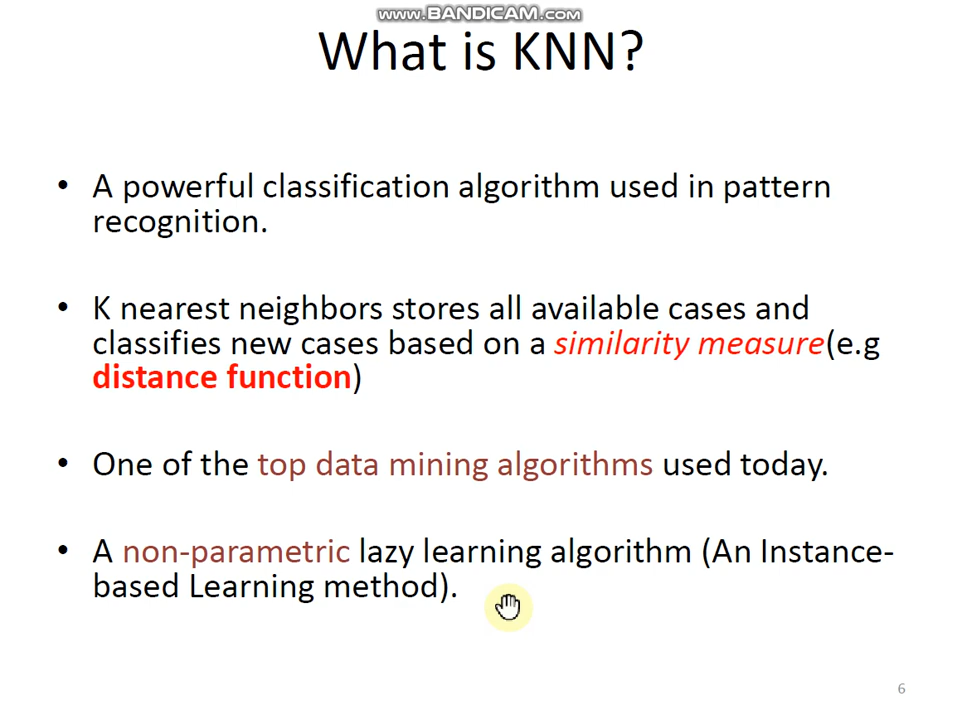 www.BANDICAM.com
What is KNN?
• A powerful classification algorithm used in pattern
recognition.
• K nearest neighbors stores all available cases and
classifies new cases based on a similarity measure(e.g
distance function)
• One of the top data mining algorithms used today.
• A non-parametric lazy learning algorithm (An Instance-
based Learning method).
6